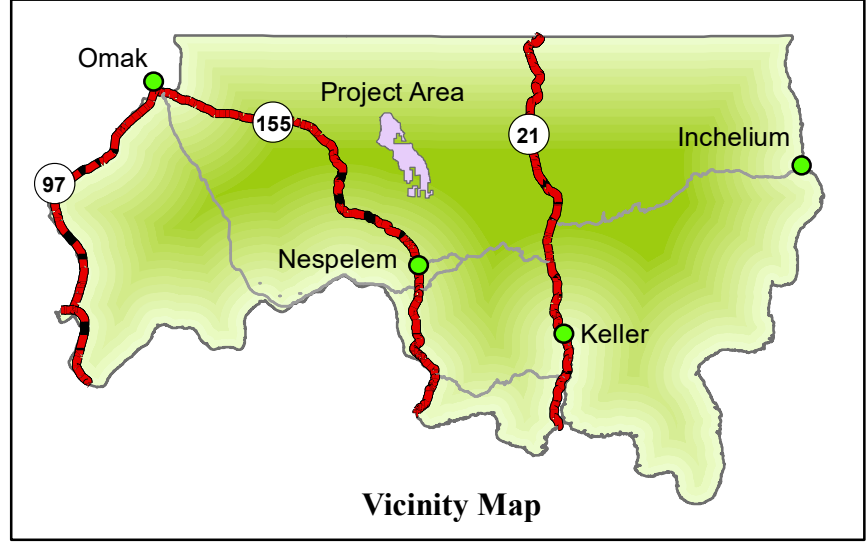 Omak
Project Area
155
21
Inchelium
97
Nespelem
Keller
Vicinity Map